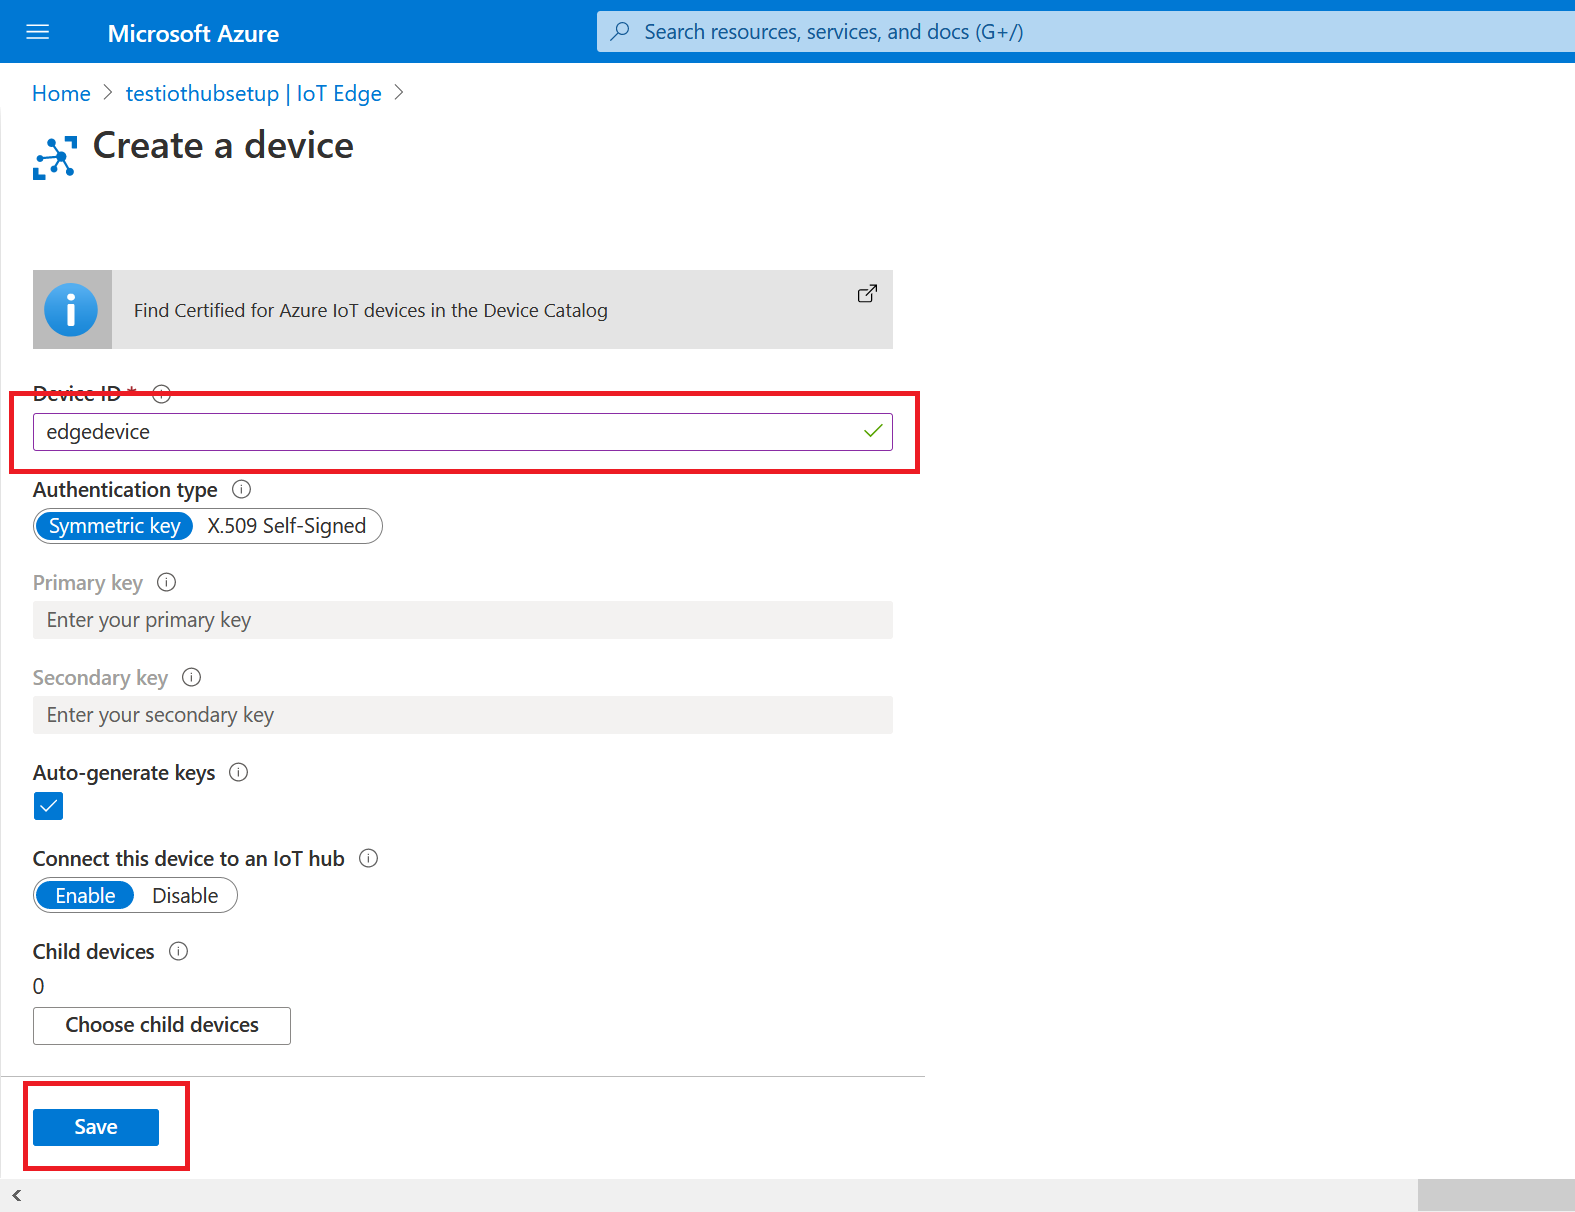 Microsoft Azure
Search resources, services, and docs (G+/)
Home > testiothubsetup | IoT Edge >
Create a device
Find Certified for Azure IoT devices in the Device Catalog
Device ID *
edgedevice
Authentication type
Symmetric key X.509 Self-Signed
Primary key
Enter your primary key
Secondary key
Enter your secondary key
Auto-generate keys
Connect this device to an IoT hub
Enable Disable
Child devices
0
Choose child devices
Save